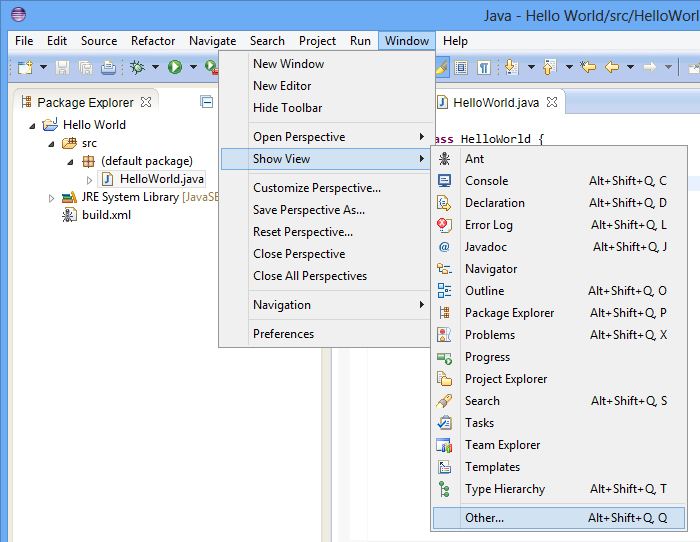 Java - Hello World/src/HelloWorld
File Edit Source Refactor Navigate Search Project Run Window Help
Package Explorer
Hello World
src
(default package)
HelloWorld.java
JRE System Library [JavaSE
build.xml
New Window
New Editor
Hide Toolbar
Open Perspective
Show View
Customize Perspective...
Save Perspective As...
Reset Perspective...
Close Perspective
Close All Perspectives
Navigation
Preferences
HelloWorld.java
ass HelloWorld {
Ant
Console Alt+Shift+Q, C
Declaration Alt+Shift+Q, D
Error Log Alt+Shift+Q, L
Javadoc Alt+Shift+Q, J
Navigator
Outline Alt+Shift+Q, O
Package Explorer Alt+Shift+Q, P
Problems Alt+Shift+Q, X
Progress
Project Explorer
Search Alt+Shift+Q, S
Tasks
Team Explorer
Templates
Type Hierarchy Alt+Shift+Q, T
Other... Alt+Shift+Q, Q